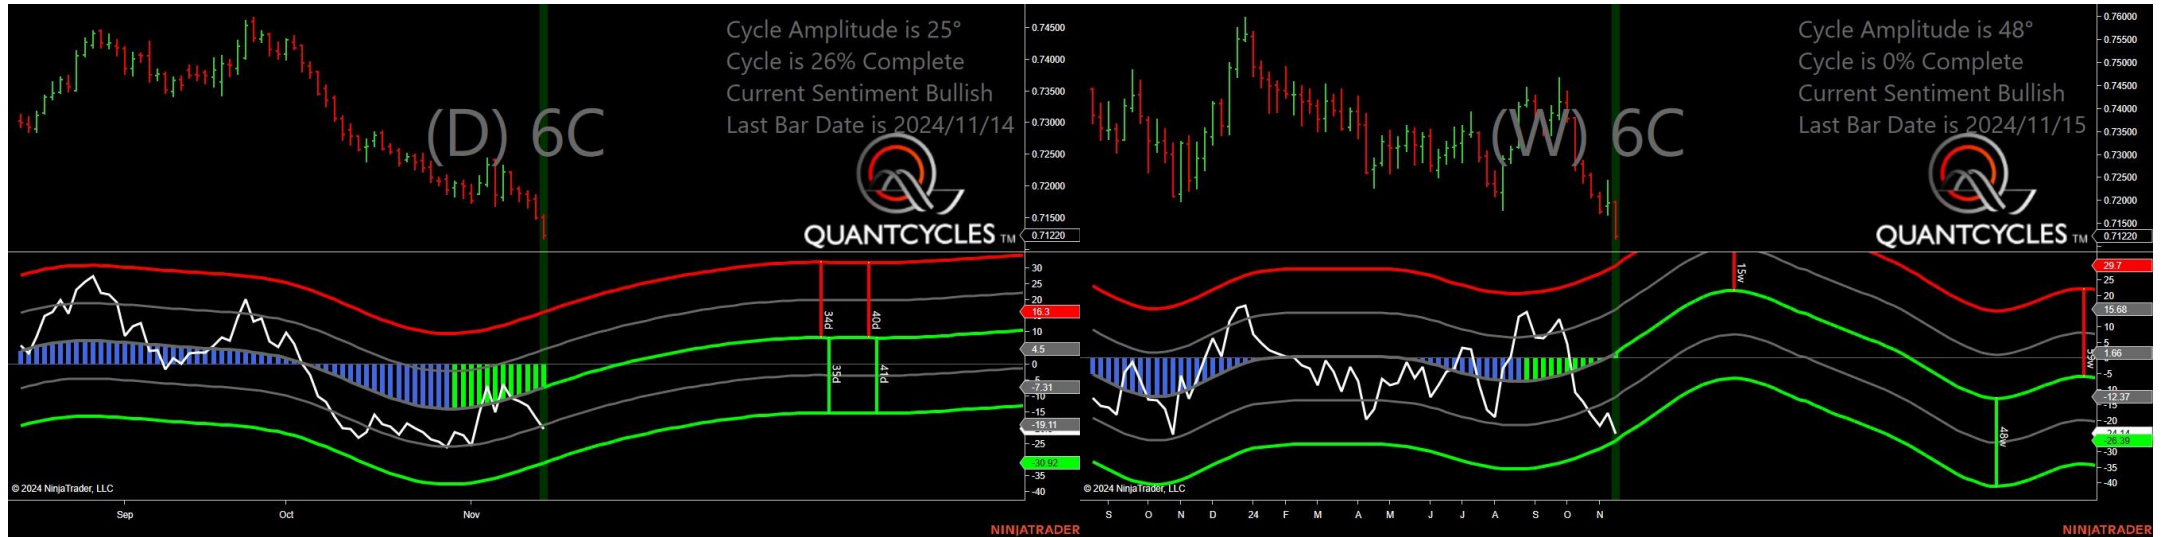 Cycle Amplitude is 25°
Cycle is 26% Complete
Current Sentiment Bullish
Last Bar Date is 2024/11/14
(D) 6C
QUANTCYCLES TM
0.74500
0.74000
0.73500
0.73000
0.72500
0.72000
0.71500
0.71220
30
25
20
16.3
10
4.5
0
-7.31
-10
-15
-19.11
-25
-30.92
-35
-40
34d
40d
35d
41d
© 2024 NinjaTrader, LLC
Sep
Oct
Nov
NINJATRADER
Cycle Amplitude is 48°
Cycle is 0% Complete
Current Sentiment Bullish
Last Bar Date is 2024/11/15
(W) 6C
QUANTCYCLES TM
0.76000
0.75500
0.75000
0.74500
0.74000
0.73500
0.73000
0.72500
0.72000
0.71500
0.71220
29.7
25
20
15.68
10
5
1.66
-5
-10
-12.37
-15
-20
-26.39
-30
-35
-40
15w
48w
© 2024 NinjaTrader, LLC
S
O
N
D
24
F
M
A
M
J
J
A
S
O
N
NINJATRADER